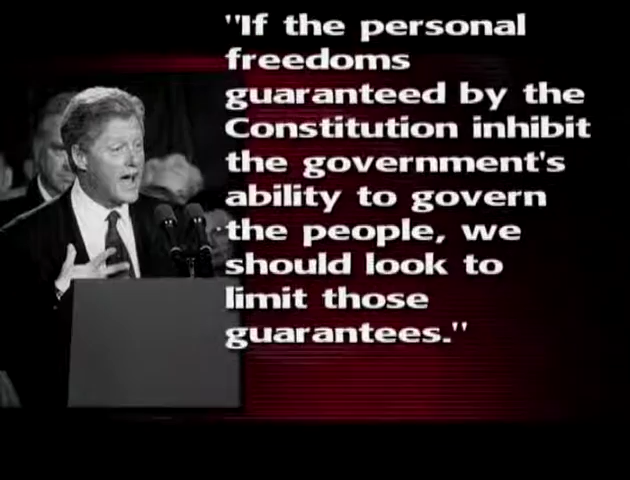 "If the personal
freedoms
guaranteed by the
Constitution inhibit
the government's
ability to govern
the people, we
should look to
limit those
guarantees."